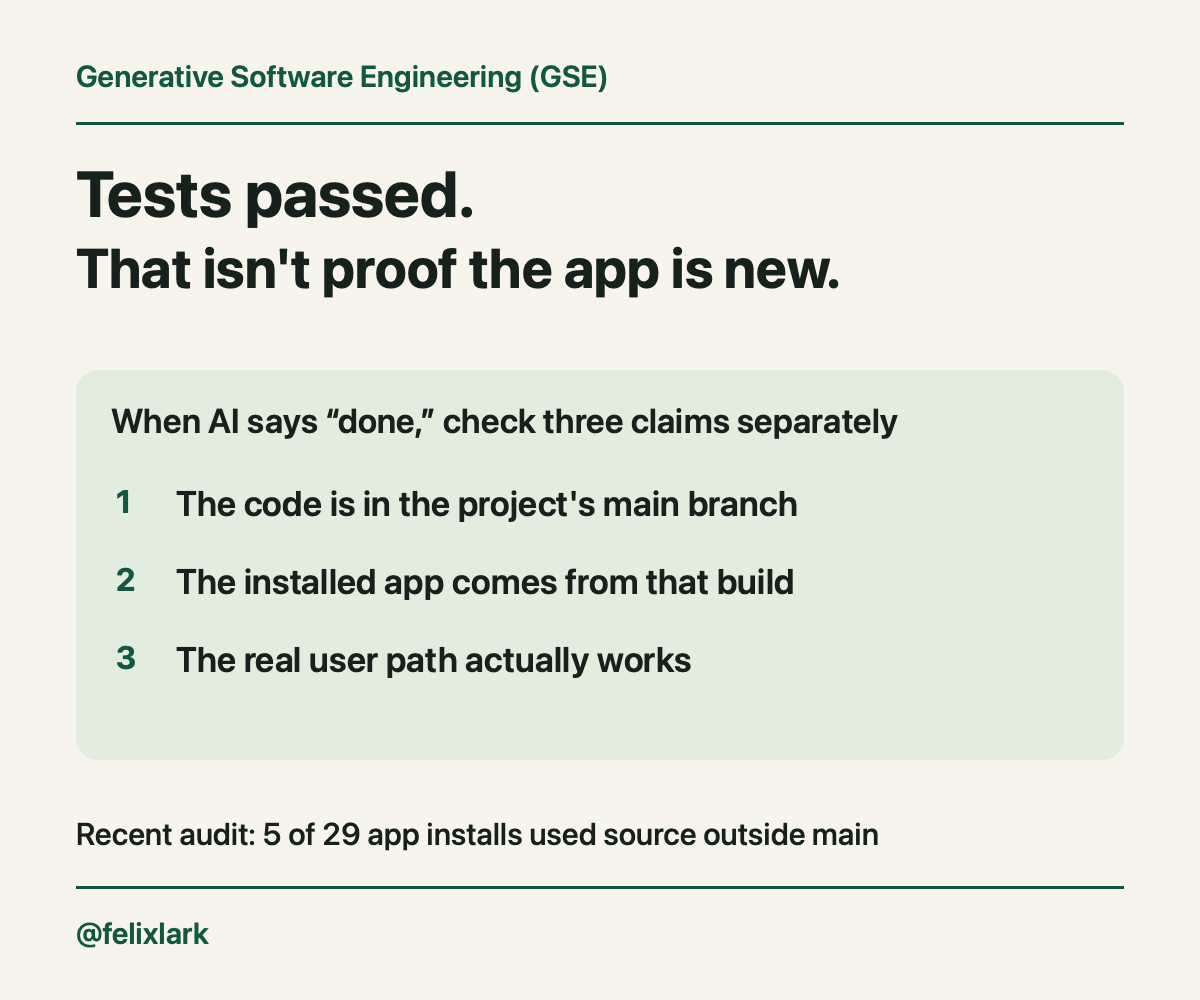 Generative Software Engineering (GSE)
Tests passed.
That isn't proof the app is new.
When AI says “done,” check three claims separately
1 The code is in the project's main branch
2 The installed app comes from that build
3 The real user path actually works
Recent audit: 5 of 29 app installs used source outside main
@felixlark